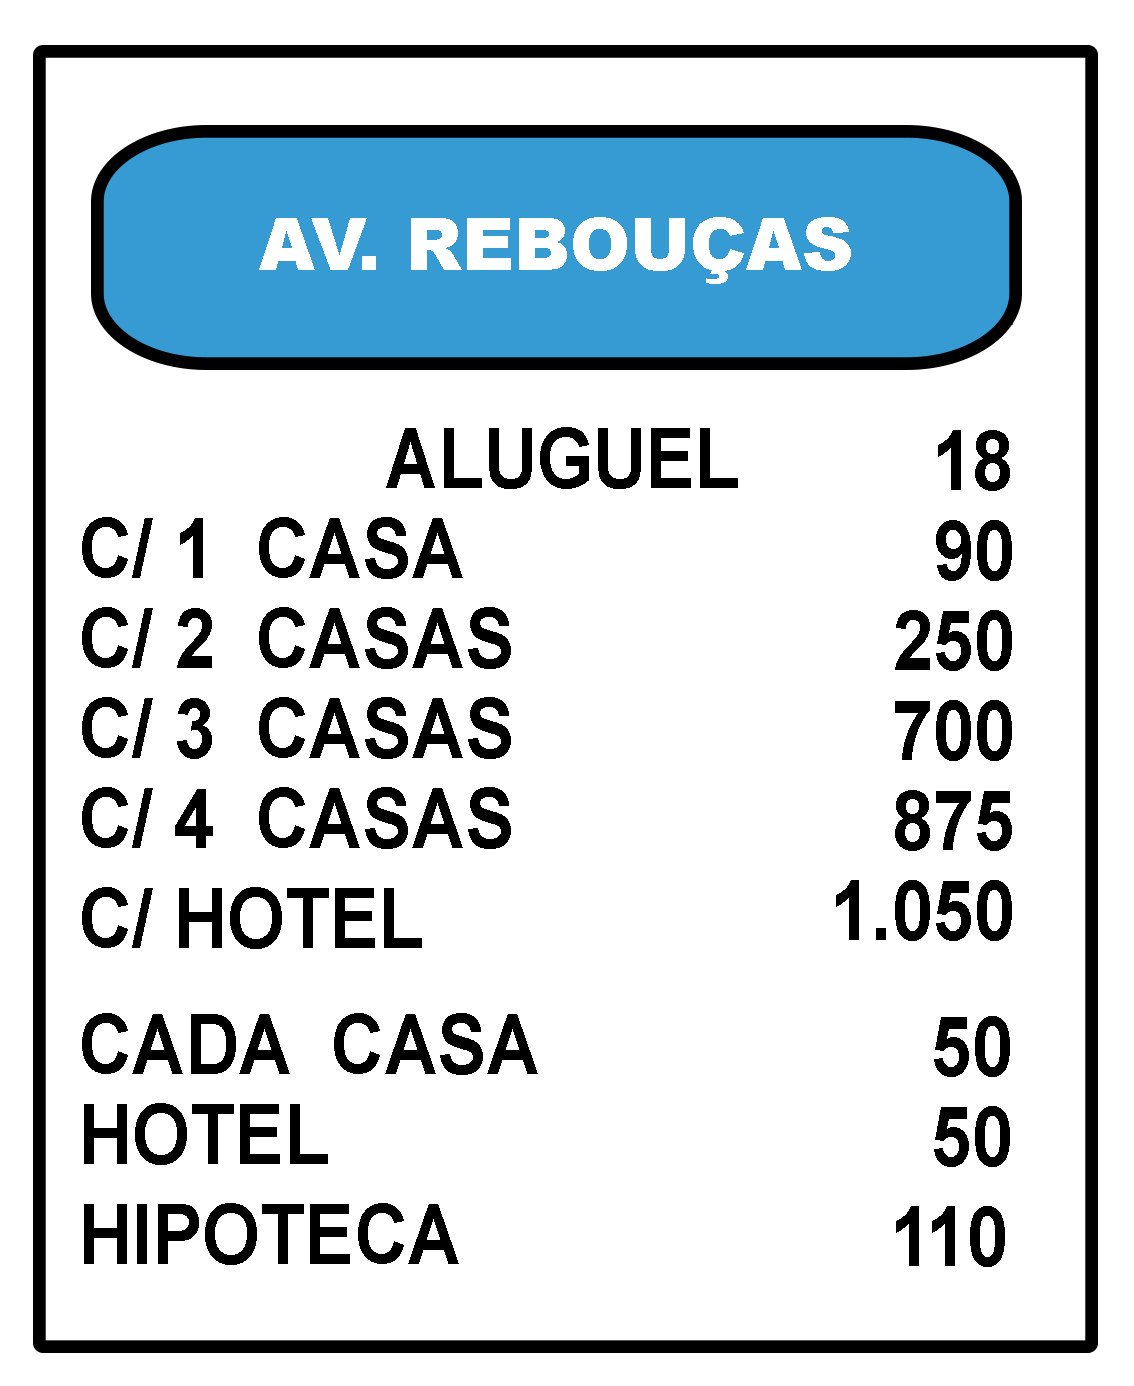 AV. REBOUÇAS
ALUGUEL 18
C/ 1 CASA 90
C/ 2 CASAS 250
C/ 3 CASAS 700
C/ 4 CASAS 875
C/ HOTEL 1.050
CADA CASA 50
HOTEL 50
HIPOTECA 110